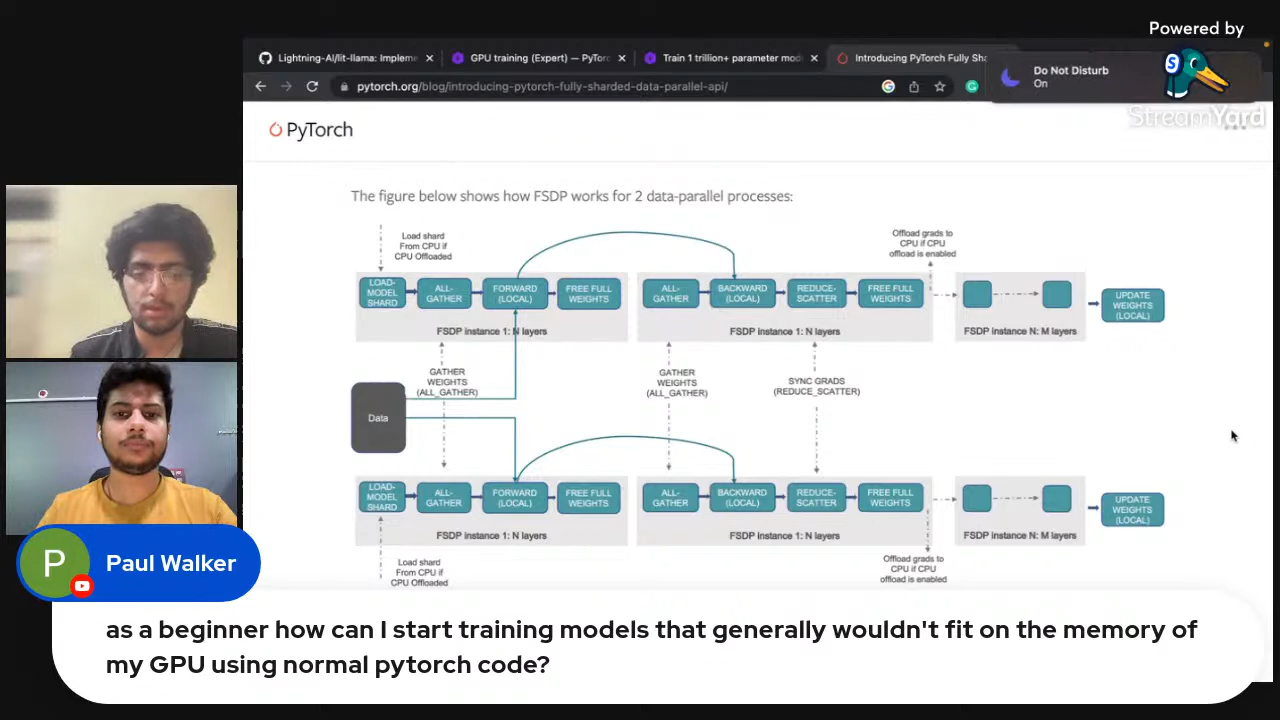 Powered by
StreamYard
Lightning-AI/lit-llama: Impleme
GPU training (Expert) — PyTorc
Train 1 trillion+ parameter mod
Introducing PyTorch Fully Sha
Do Not Disturb
On
pytorch.org/blog/introducing-pytorch-fully-sharded-data-parallel-api/
PyTorch
The figure below shows how FSDP works for 2 data-parallel processes:
Load shard
From CPU if
CPU Offloaded
Offload grads to
CPU if CPU
offload is enabled
LOAD-
MODEL
SHARD
ALL-
GATHER
FORWARD
(LOCAL)
FREE FULL
WEIGHTS
ALL-
GATHER
BACKWARD
(LOCAL)
REDUCE-
SCATTER
FREE FULL
WEIGHTS
UPDATE
WEIGHTS
(LOCAL)
FSDP instance 1: N layers
FSDP instance 1: N layers
FSDP instance N: M layers
GATHER
WEIGHTS
(ALL_GATHER)
GATHER
WEIGHTS
(ALL_GATHER)
SYNC GRADS
(REDUCE_SCATTER)
Data
LOAD-
MODEL
SHARD
ALL-
GATHER
FORWARD
(LOCAL)
FREE FULL
WEIGHTS
ALL-
GATHER
BACKWARD
(LOCAL)
REDUCE-
SCATTER
FREE FULL
WEIGHTS
UPDATE
WEIGHTS
(LOCAL)
FSDP instance 1: N layers
FSDP instance 1: N layers
FSDP instance N: M layers
Load shard
From CPU if
CPU Offloaded
Offload grads to
CPU if CPU
offload is enabled
P
Paul Walker
as a beginner how can I start training models that generally wouldn't fit on the memory of
my GPU using normal pytorch code?